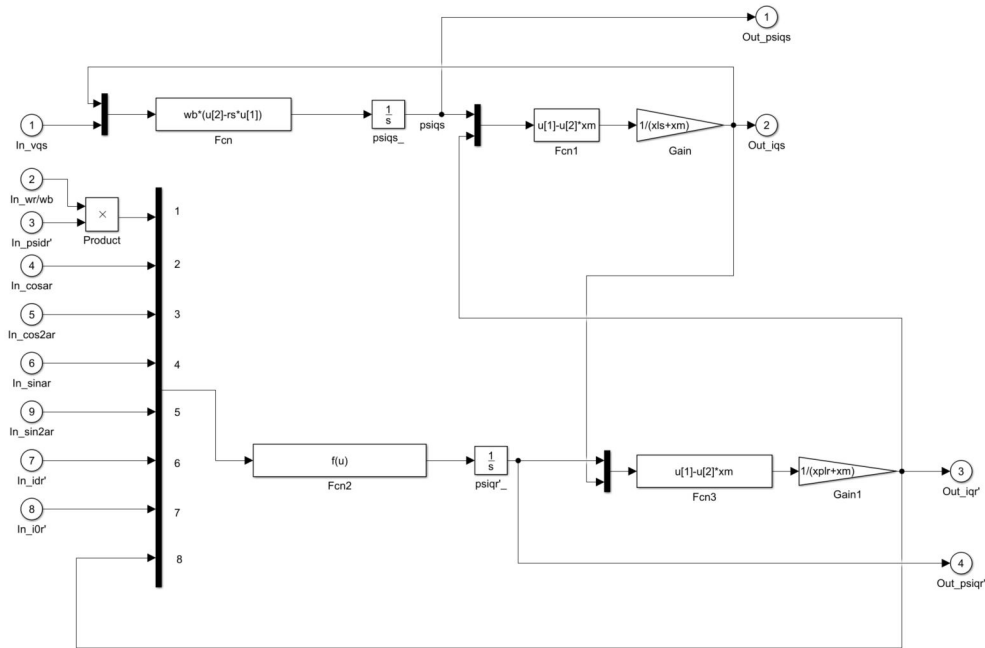 1
Out_psiqs
1
In_vqs
wb*(u[2]-rs*u[1])
Fcn
1
s
psiqs_
psiqs
u[1]-u[2]*xm
Fcn1
1/(xls+xm)
Gain
2
Out_iqs
2
In_wr/wb
3
In_psidr'
×
Product
4
In_cosar
5
In_cos2ar
6
In_sinar
9
In_sin2ar
7
In_idr'
8
In_i0r'
1
2
3
4
5
6
7
8
f(u)
Fcn2
1
s
psiqr'_
u[1]-u[2]*xm
Fcn3
1/(xplr+xm)
Gain1
3
Out_iqr'
4
Out_psiqr'